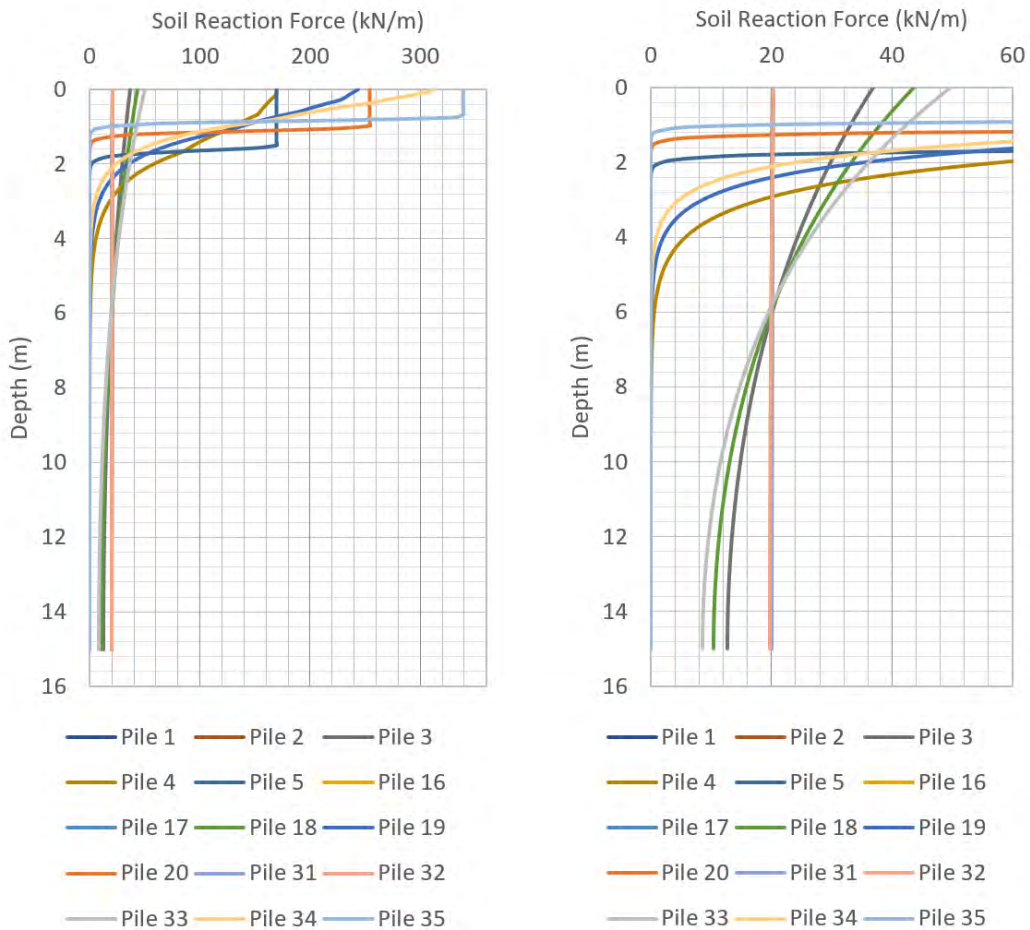 Soil Reaction Force (kN/m)
0 100 200 300
0
2
4
6
8
10
12
14
16
Depth (m)
Pile 1 Pile 2 Pile 3
Pile 4 Pile 5 Pile 16
Pile 17 Pile 18 Pile 19
Pile 20 Pile 31 Pile 32
Pile 33 Pile 34 Pile 35
Soil Reaction Force (kN/m)
0 20 40 60
0
2
4
6
8
10
12
14
16
Depth (m)
Pile 1 Pile 2 Pile 3
Pile 4 Pile 5 Pile 16
Pile 17 Pile 18 Pile 19
Pile 20 Pile 31 Pile 32
Pile 33 Pile 34 Pile 35